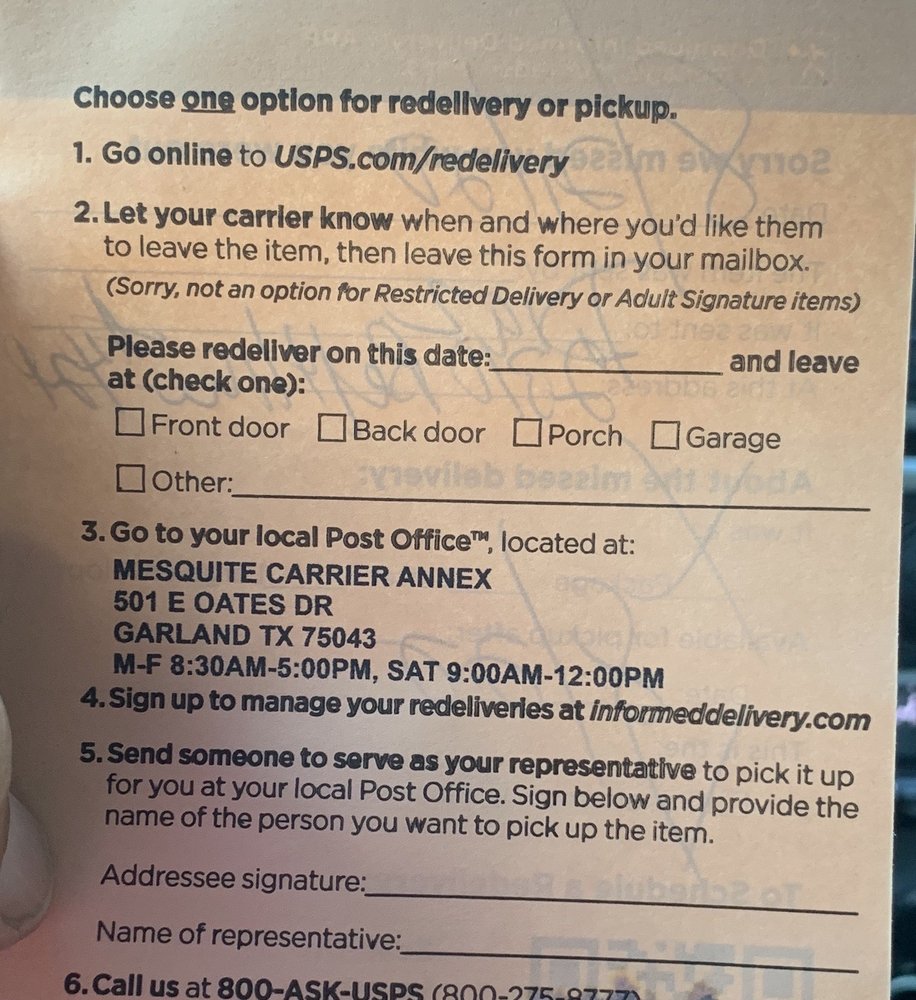 Choose one option for redelivery or pickup.
1. Go online to USPS.com/redelivery
2. Let your carrier know when and where you'd like them
to leave the item, then leave this form in your mailbox.
(Sorry, not an option for Restricted Delivery or Adult Signature items)
Please redeliver on this date:____________ and leave
at (check one):
☐ Front door ☐ Back door ☐ Porch ☐ Garage
☐ Other:____________
3. Go to your local Post Office™, located at:
MESQUITE CARRIER ANNEX
501 E OATES DR
GARLAND TX 75043
M-F 8:30AM-5:00PM, SAT 9:00AM-12:00PM
4. Sign up to manage your redeliveries at informeddelivery.com
5. Send someone to serve as your representative to pick it up
for you at your local Post Office. Sign below and provide the
name of the person you want to pick up the item.
Addressee signature:____________
Name of representative:____________
6. Call us at 800-ASK-USPS (800-275-8777)